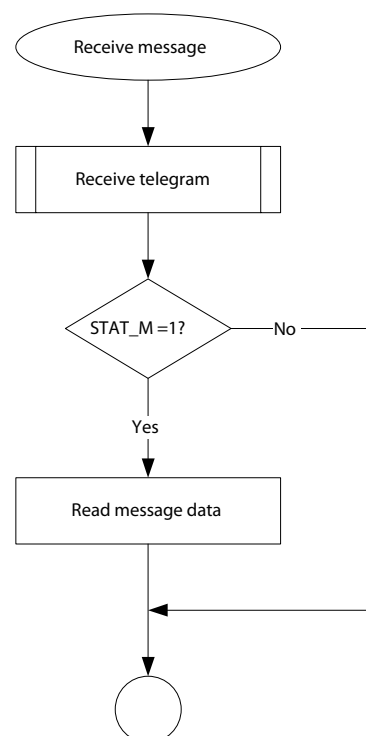 Receive message
Receive telegram
STAT_M =1?
No
Yes
Read message data